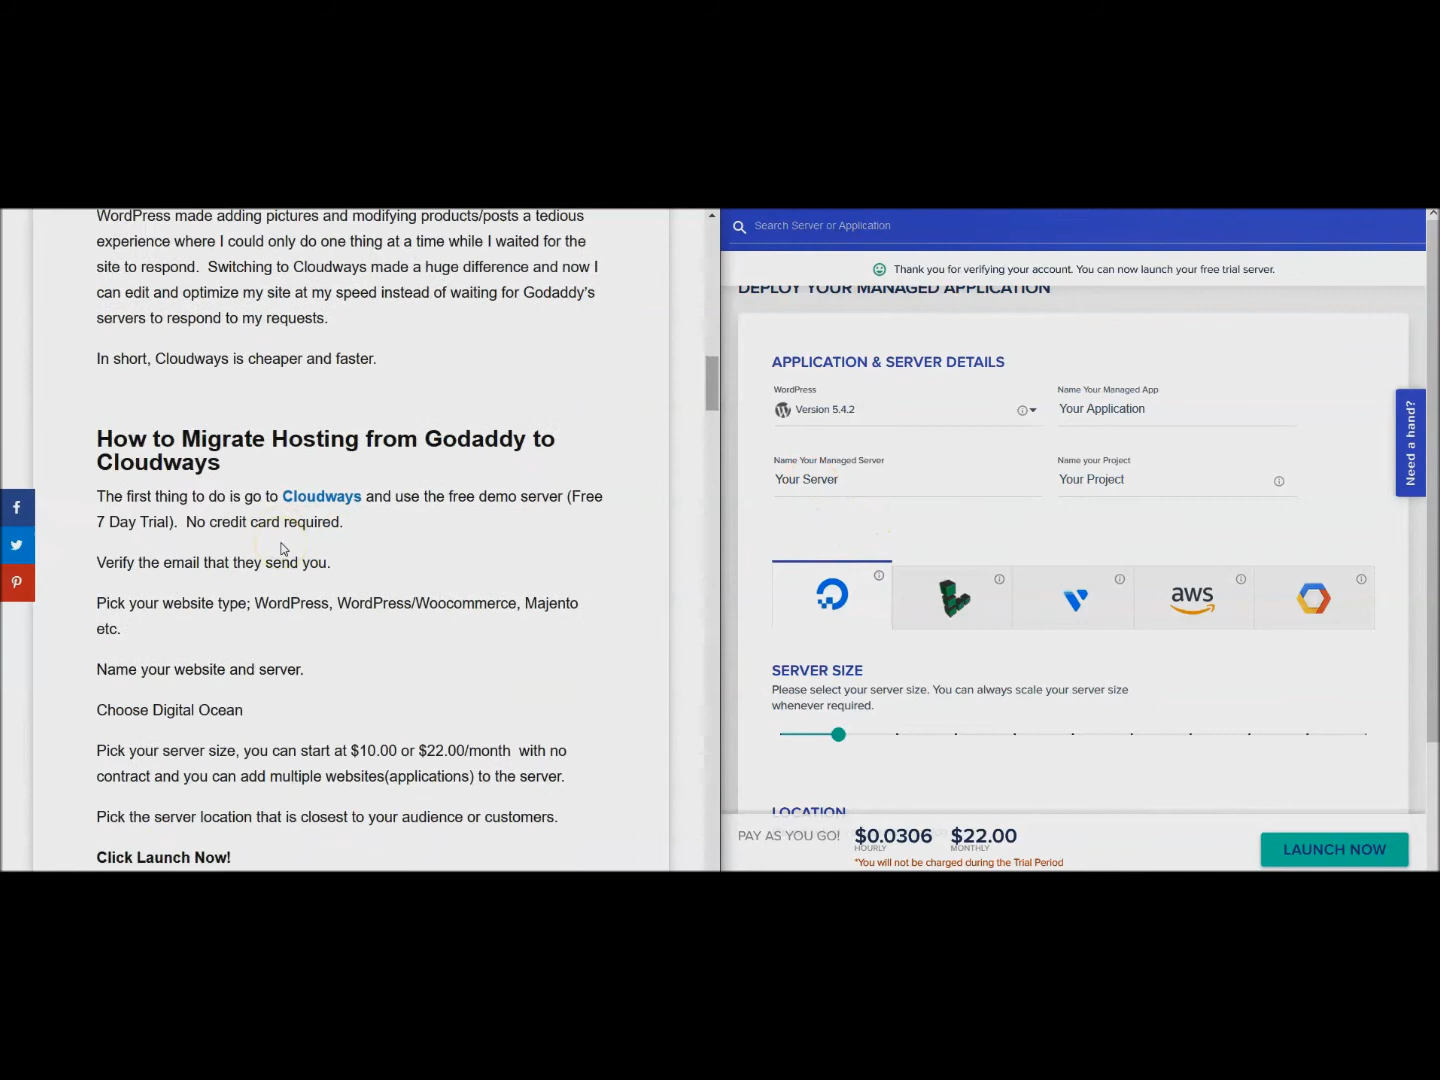 WordPress made adding pictures and modifying products/posts a tedious
experience where I could only do one thing at a time while I waited for the
site to respond.  Switching to Cloudways made a huge difference and now I
can edit and optimize my site at my speed instead of waiting for Godaddy's
servers to respond to my requests.
In short, Cloudways is cheaper and faster.
How to Migrate Hosting from Godaddy to
Cloudways
The first thing to do is go to Cloudways and use the free demo server (Free
7 Day Trial).  No credit card required.
Verify the email that they send you.
Pick your website type; WordPress, WordPress/Woocommerce, Majento
etc.
Name your website and server.
Choose Digital Ocean
Pick your server size, you can start at $10.00 or $22.00/month  with no
contract and you can add multiple websites(applications) to the server.
Pick the server location that is closest to your audience or customers.
Click Launch Now!
Search Server or Application
Thank you for verifying your account. You can now launch your free trial server.
DEPLOY YOUR MANAGED APPLICATION
APPLICATION & SERVER DETAILS
WordPress
Version 5.4.2
Name Your Managed App
Your Application
Name Your Managed Server
Your Server
Name your Project
Your Project
Need a hand?
aws
SERVER SIZE
Please select your server size. You can always scale your server size
whenever required.
LOCATION
PAY AS YOU GO! $0.0306 $22.00
HOURLY MONTHLY
*You will not be charged during the Trial Period
LAUNCH NOW